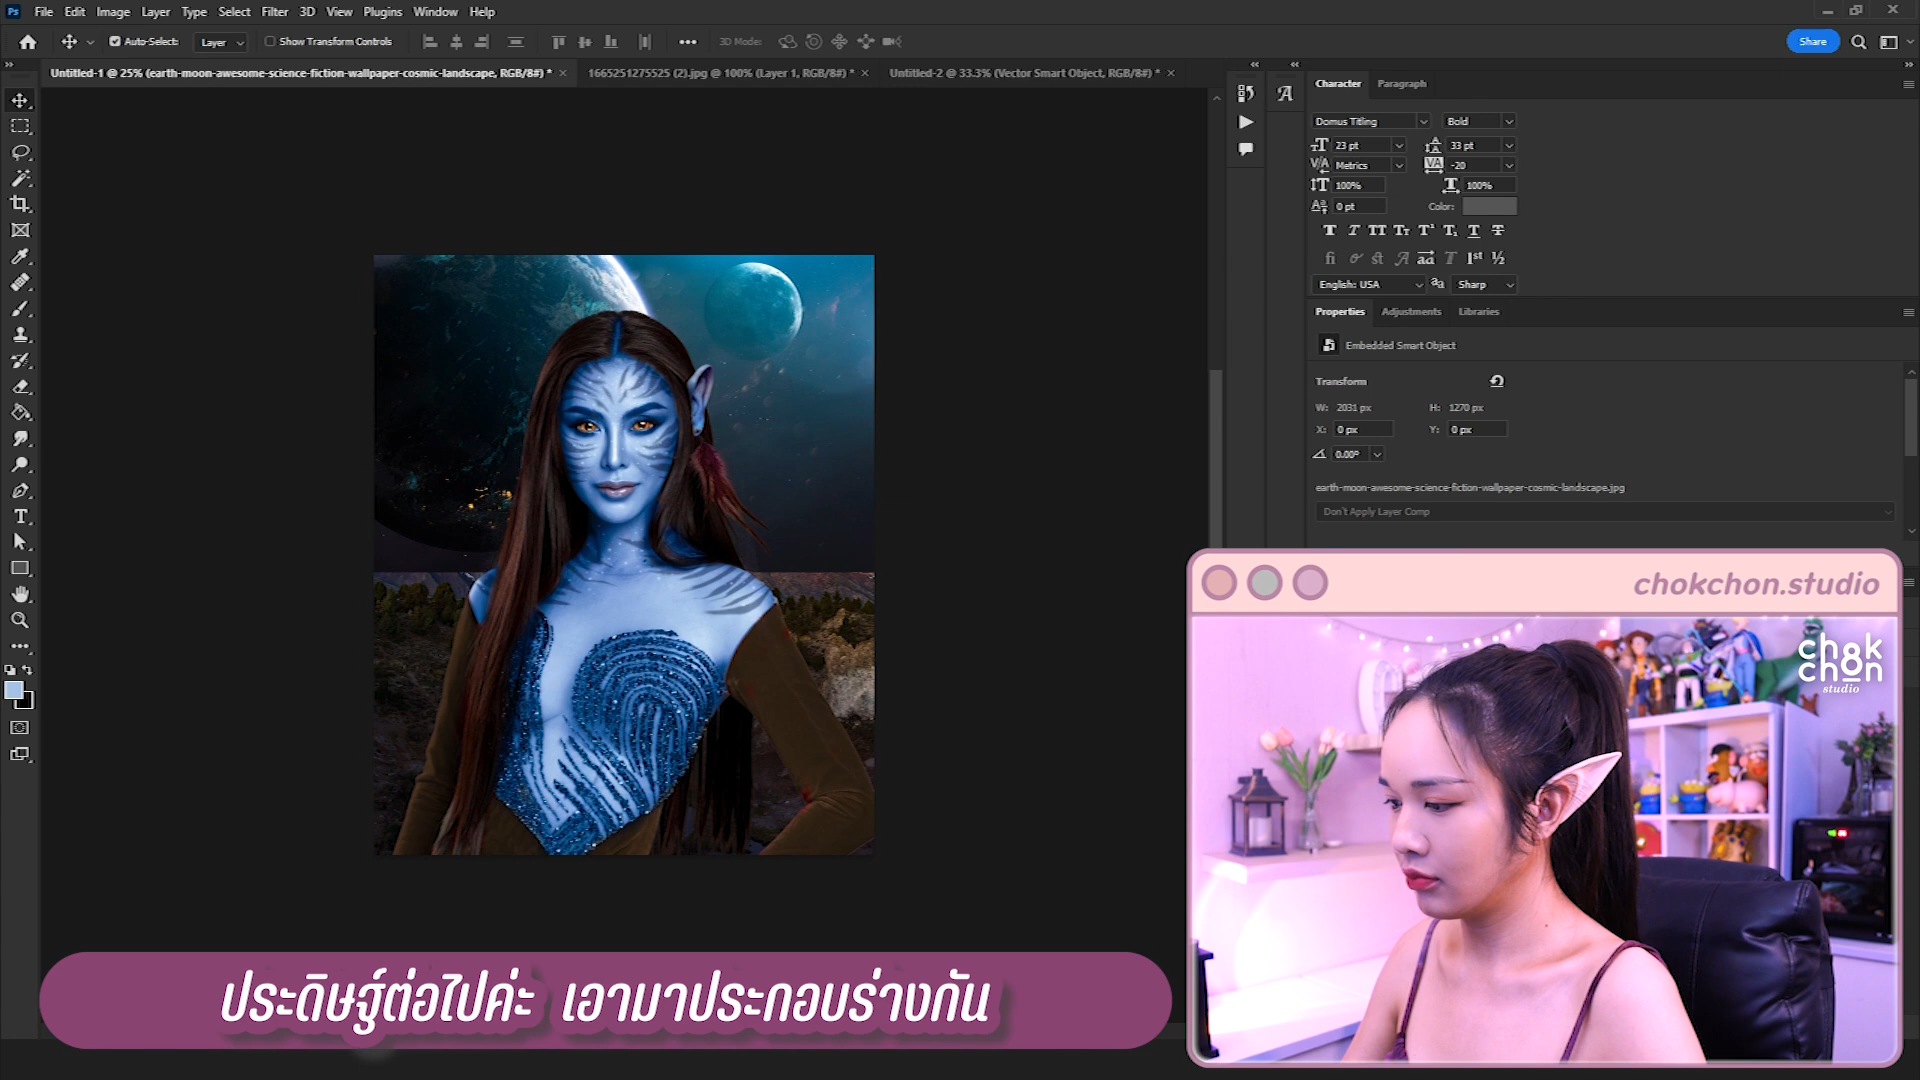 Ps File Edit Image Layer Type Select Filter 3D View Plugins Window Help
Auto-Select: Layer Show Transform Controls 3D Mode: Share
Untitled-1 @ 25% (earth-moon-awesome-science-fiction-wallpaper-cosmic-landscape, RGB/8#) * × 1665251275525 (2).jpg @ 100% (Layer 1, RGB/8#) * × Untitled-2 @ 33.3% (Vector Smart Object, RGB/8#) * ×
Character Paragraph
Domus Titling Bold
23 pt 33 pt
Metrics -20
100% 100%
0 pt Color:
English: USA Sharp
Properties Adjustments Libraries
Embedded Smart Object
Transform
W: 2031 px H: 1270 px
X: 0 px Y: 0 px
0.00°
earth-moon-awesome-science-fiction-wallpaper-cosmic-landscape.jpg
Don't Apply Layer Comp
chokchon.studio
chok
chon
studio
ประดิษฐ์ต่อไปค่ะ เอามาประกอบร่างกัน